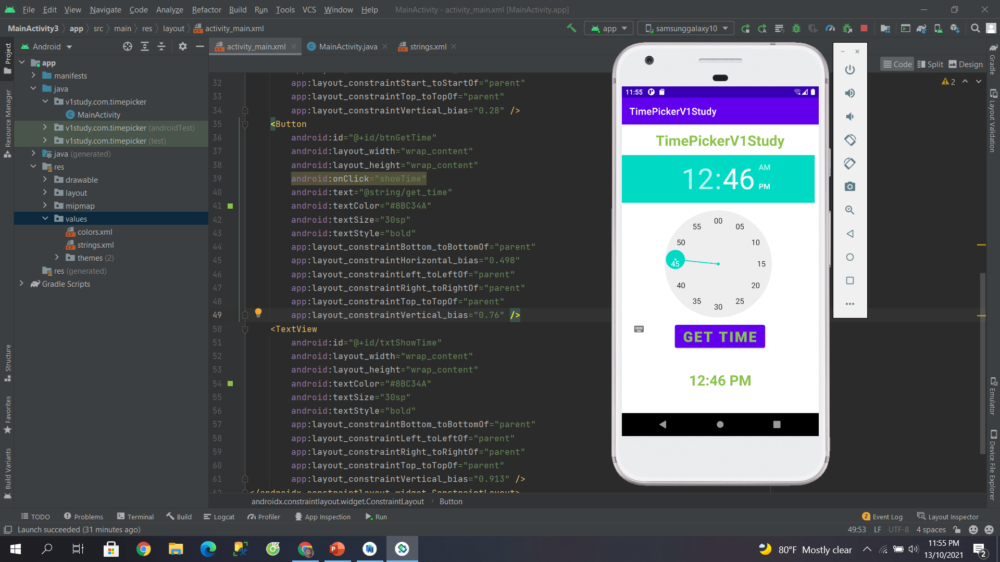 File Edit View Navigate Code Analyze Refactor Build Run Tools VCS Window Help MainActivity - activity_main.xml [MainActivity.app]
MainActivity3 app src main res layout activity_main.xml
app samsunggalaxy10
Android
activity_main.xml MainActivity.java strings.xml
Code Split Design
2
Project
Resource Manager
Structure
Favorites
Build Variants
app
manifests
java
v1study.com.timepicker
MainActivity
v1study.com.timepicker (androidTest)
v1study.com.timepicker (test)
java (generated)
res
drawable
layout
mipmap
values
colors.xml
strings.xml
themes (2)
res (generated)
Gradle Scripts
32 app:layout_constraintStart_toStartOf="parent"
33 app:layout_constraintTop_toTopOf="parent"
34 app:layout_constraintVertical_bias="0.28" />
35 <Button
36 android:id="@+id/btnGetTime"
37 android:layout_width="wrap_content"
38 android:layout_height="wrap_content"
39 android:onClick="showTime"
40 android:text="@string/get_time"
41 android:textColor="#8BC34A"
42 android:textSize="30sp"
43 android:textStyle="bold"
44 app:layout_constraintBottom_toBottomOf="parent"
45 app:layout_constraintHorizontal_bias="0.498"
46 app:layout_constraintLeft_toLeftOf="parent"
47 app:layout_constraintRight_toRightOf="parent"
48 app:layout_constraintTop_toTopOf="parent"
49 app:layout_constraintVertical_bias="0.76" />
50 <TextView
51 android:id="@+id/txtShowTime"
52 android:layout_width="wrap_content"
53 android:layout_height="wrap_content"
54 android:textColor="#8BC34A"
55 android:textSize="30sp"
56 android:textStyle="bold"
57 app:layout_constraintBottom_toBottomOf="parent"
58 app:layout_constraintLeft_toLeftOf="parent"
59 app:layout_constraintRight_toRightOf="parent"
60 app:layout_constraintTop_toTopOf="parent"
61 app:layout_constraintVertical_bias="0.913" />
62 </androidx.constraintlayout.widget.ConstraintLayout>
androidx.constraintlayout.widget.ConstraintLayout Button
11:55
TimePickerV1Study
TimePickerV1Study
12:46 AM
PM
00
55 05
50 10
45 15
40 20
35 25
30
GET TIME
12:46 PM
Gradle
Layout Validation
Emulator
Device File Explorer
TODO Problems Terminal Build Logcat Profiler App Inspection Run 2 Event Log Layout Inspector
Launch succeeded (31 minutes ago) 49:53 LF UTF-8 4 spaces
80°F Mostly clear
11:55 PM
13/10/2021
2